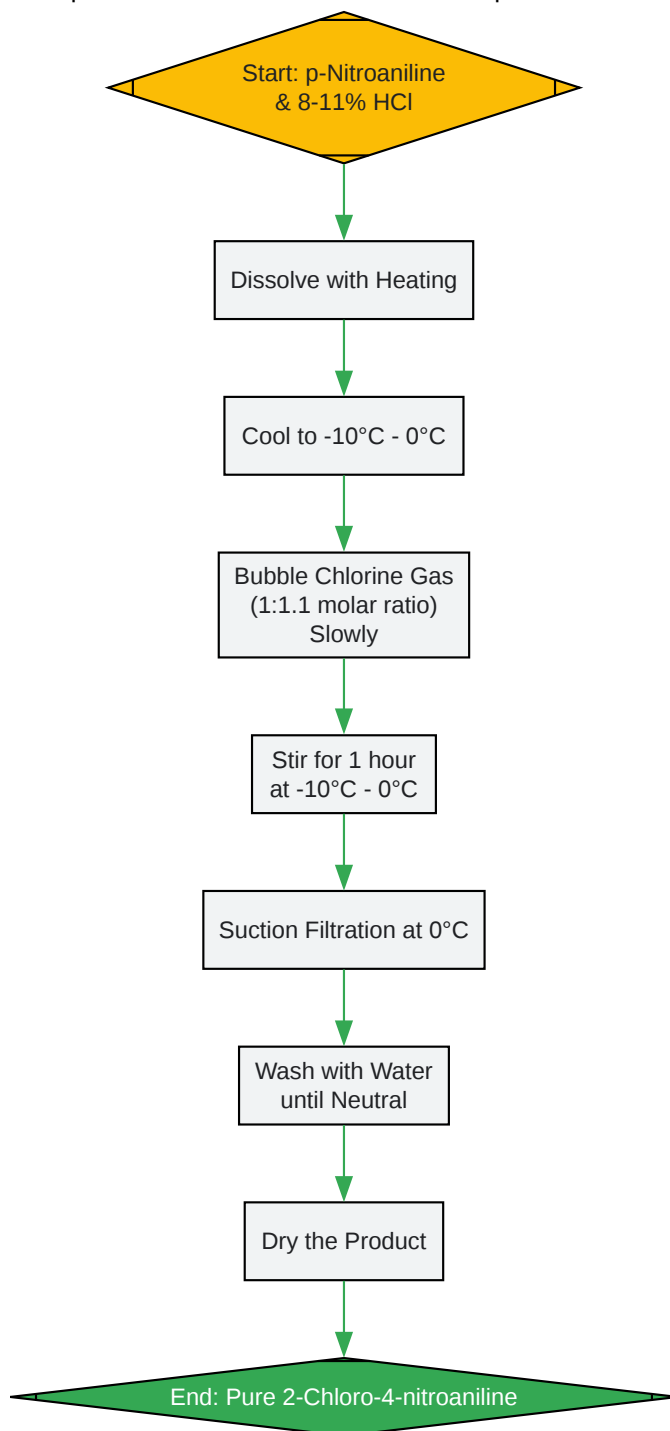 Start: p-Nitroaniline
& 8-11% HCl
Dissolve with Heating
Cool to -10°C - 0°C
Bubble Chlorine Gas
(1:1.1 molar ratio)
Slowly
Stir for 1 hour
at -10°C - 0°C
Suction Filtration at 0°C
Wash with Water
until Neutral
Dry the Product
End: Pure 2-Chloro-4-nitroaniline